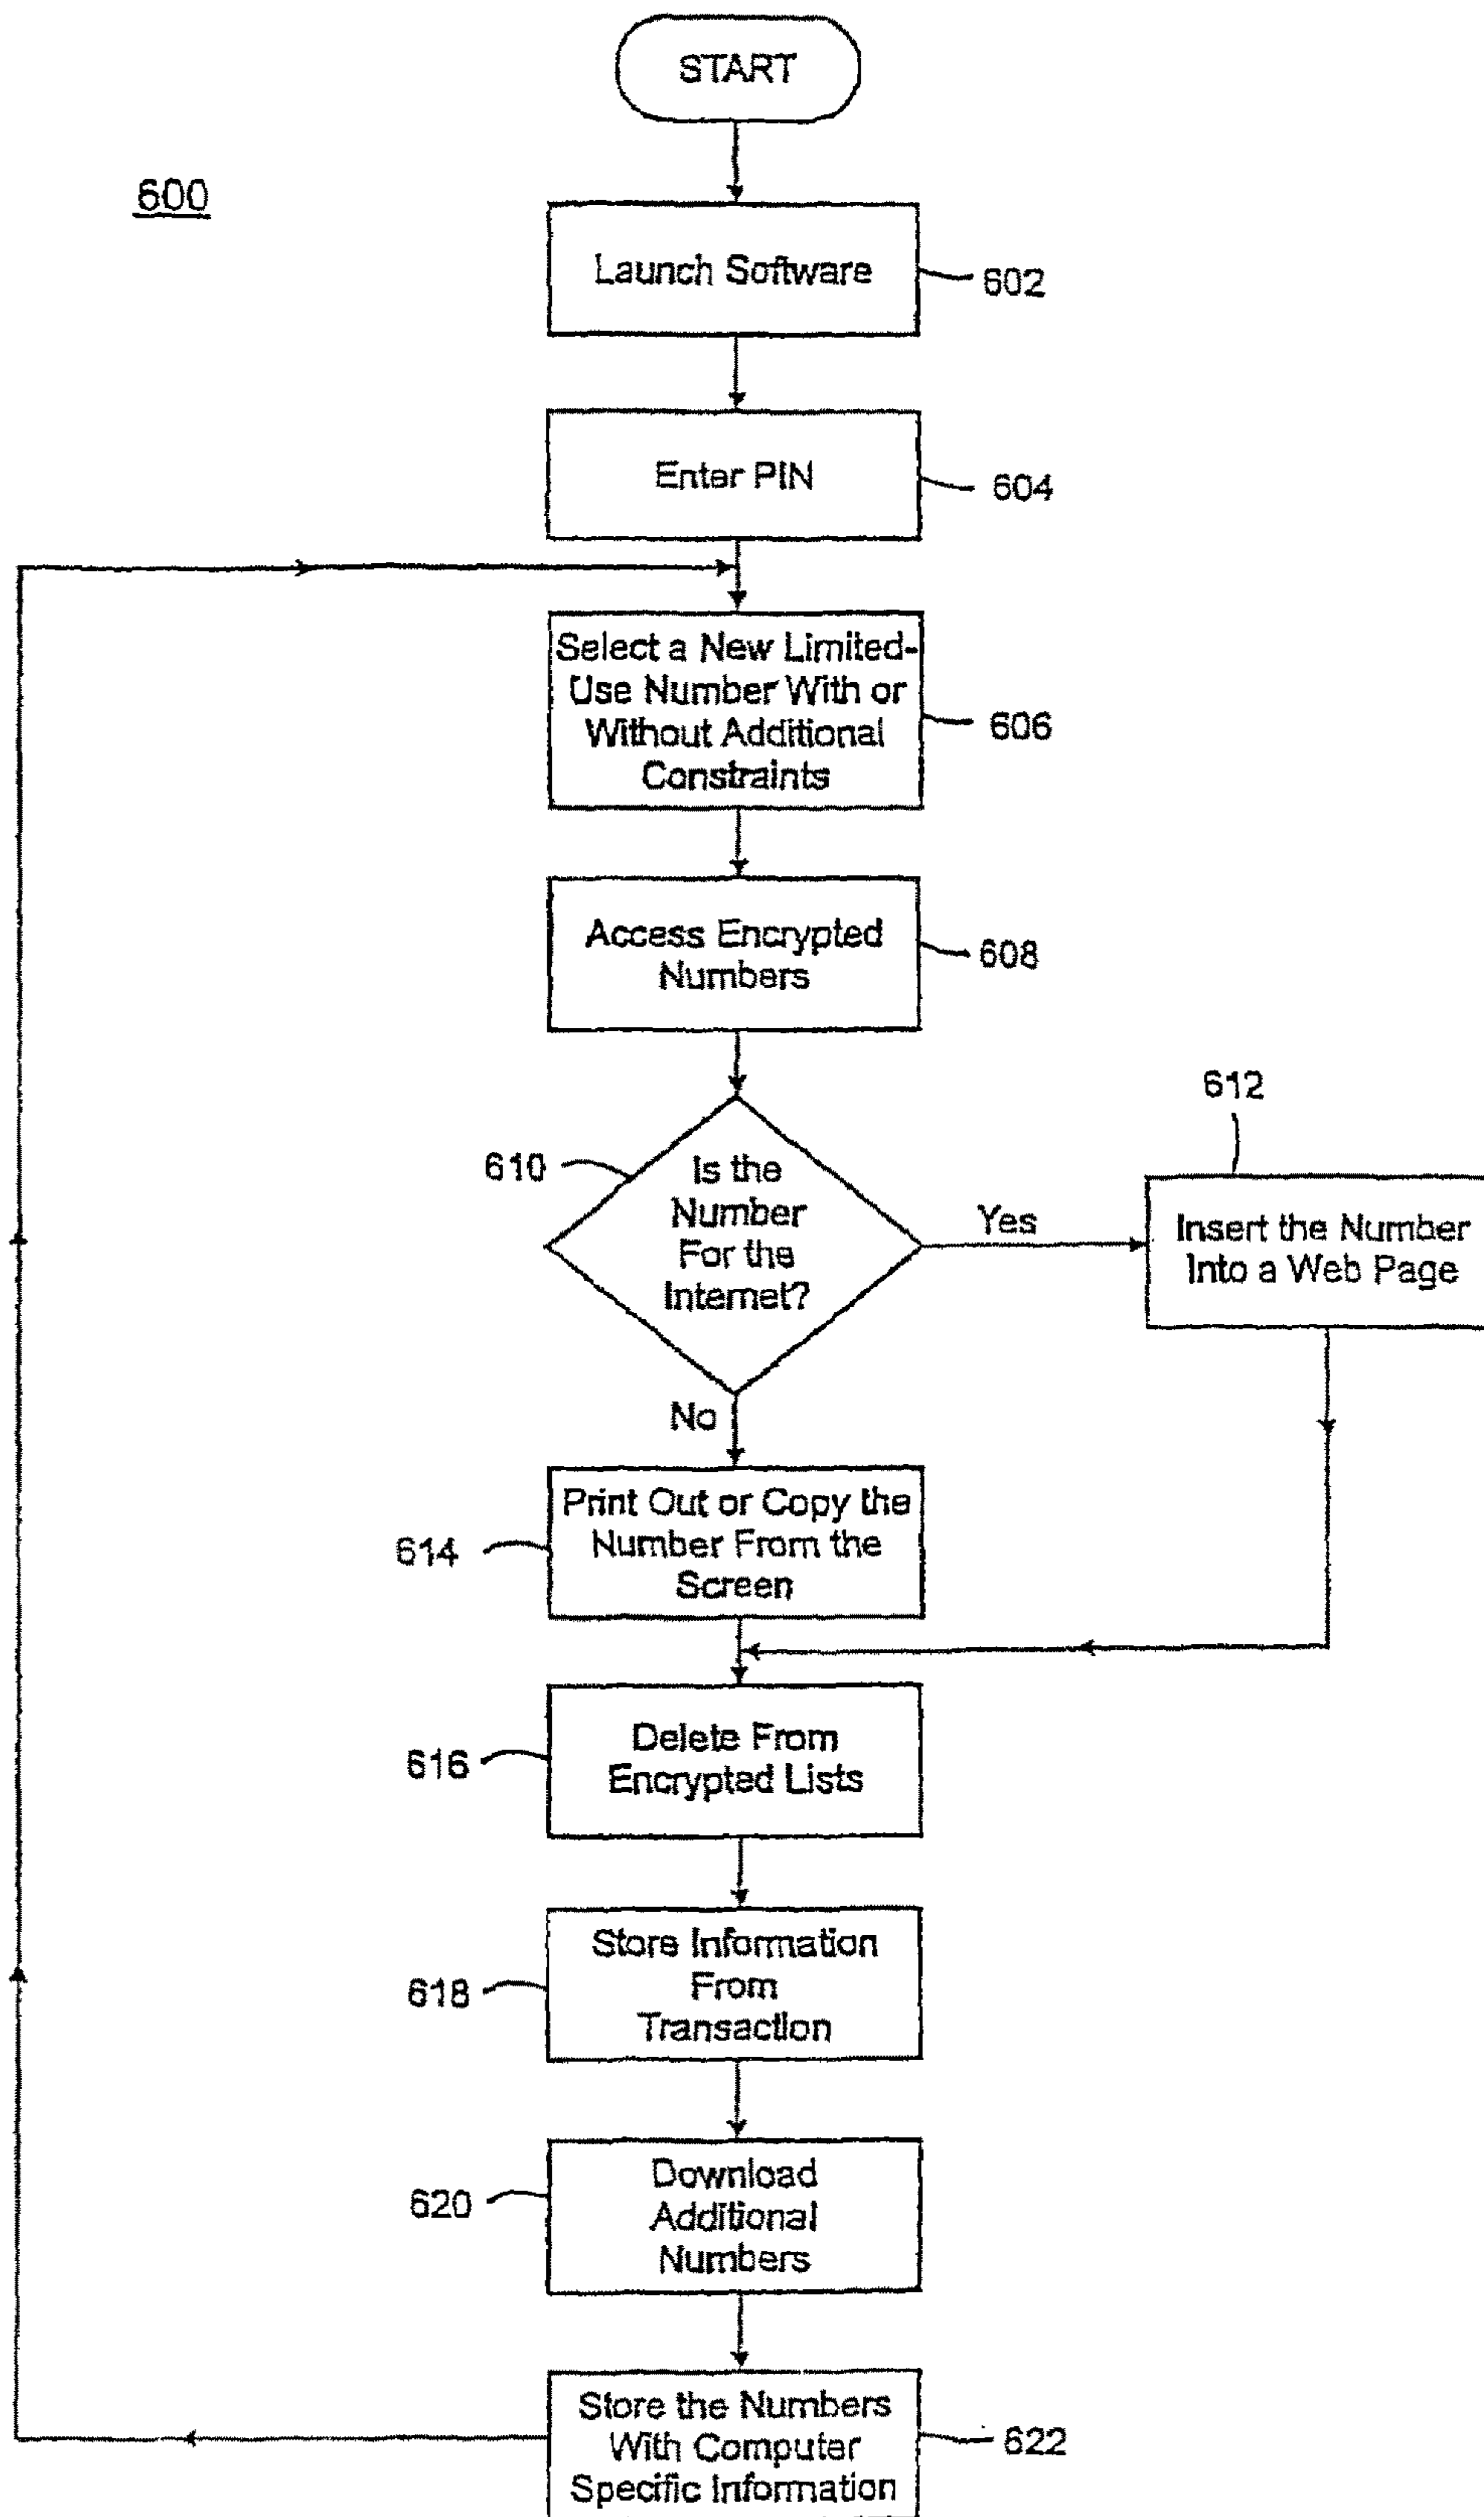 START
600
Launch Software
602
Enter PIN
604
Select a New Limited-
Use Number With or
Without Additional
Constraints
606
Access Encrypted
Numbers
608
610
Is the
Number
For the
Internet?
Yes
612
Insert the Number
Into a Web Page
No
Print Out or Copy the
Number From the
Screen
614
Delete From
Encrypted Lists
616
Store Information
From
Transaction
618
Download
Additional
Numbers
620
Store the Numbers
With Computer
Specific Information
622